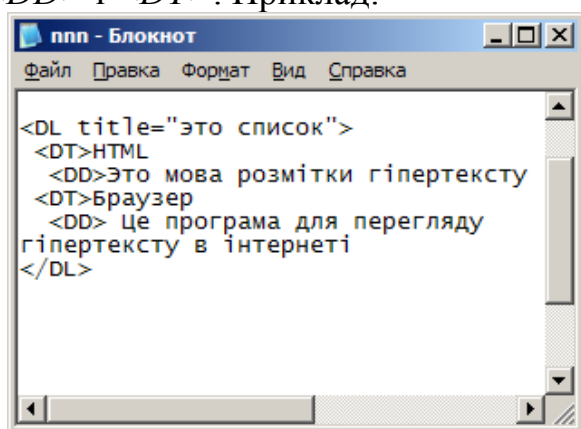 DD> і <DT>. Приклад:
nnn - Блокнот
Файл Правка Формат Вид Справка
<DL title="это список">
<DT>HTML
<DD>Это мова розмітки гіпертексту
<DT>Браузер
<DD> Це програма для перегляду
гіпертексту в інтернеті
</DL>